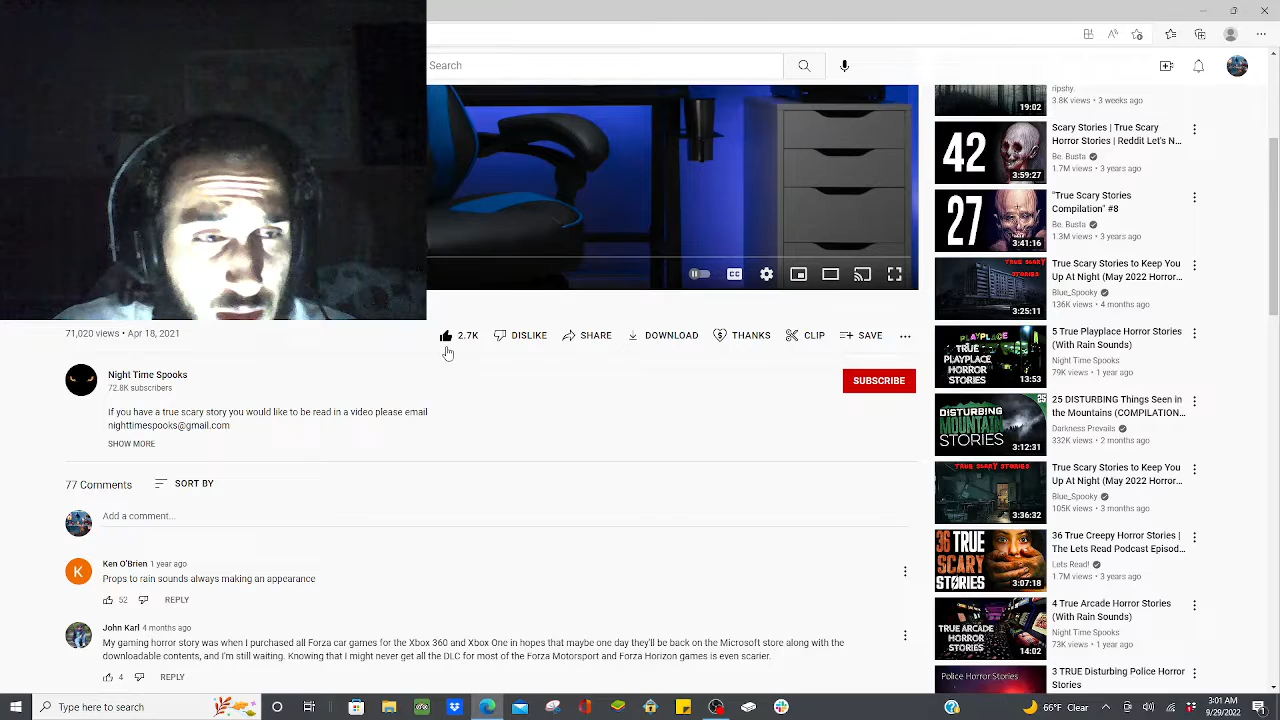 Search
ripshy.
3.8K views • 3 weeks ago
19:02
42
3:59:27
Scary Stories | True Scary
Horror Stories | Reddit Let's N...
Be. Busta
1.7M views • 3 years ago
27
3:41:16
"True Scary Stories
Compilation" #8
Be. Busta
1.3M views • 3 years ago
TRUE SCARY
STORIES
3:25:11
True Scary Stories to Keep You
Up At Night (May 2022 Horror...
Blue_Spooky
136K views • 4 months ago
PLAYPLACE
TRUE
PLAYPLACE
HORROR
STORIES
13:53
5 True Playplace Horror Stories
(With Rain Sounds)
Night Time Spooks
79K views • 1 year ago
DISTURBING
MOUNTAIN
STORIES
25
3:12:31
25 DISTURBING Things Seen in
the Mountains (COMPILATION...
Darkness Prevails
332K views • 2 months ago
TRUE SCARY STORIES
3:36:32
True Scary Stories to Keep You
Up At Night (May 2022 Horror...
Blue_Spooky
105K views • 3 months ago
36 TRUE
SCARY
STORIES
3:07:18
36 True Creepy Horror Stories |
The Lets Read Podcast Episod...
Lets Read!
1.7M views • 3 years ago
TRUE ARCADE
HORROR
STORIES
14:02
4 True Arcade Horror Stories
(With Rain Sounds)
Night Time Spooks
73K views • 1 year ago
Police Horror Stories
3 TRUE Disturbing Police Horror
Stories
CC
71,020 views • Apr 18, 2021
2.7K DISLIKE SHARE DOWNLOAD THANKS CLIP SAVE
Night Time Spooks
72.8K subscribers
SUBSCRIBE
If you have a true scary story you would like to be read in a video please email
nighttimespooks@gmail.com
SHOW MORE
77 Comments SORT BY
Add a comment...
K
Ken O'Brien 1 year ago
Props to rain sounds always making an appearance
52 REPLY
John Karl 4 months ago
My gaming horror story was when I purchased all Forza car games for the Xbox 360 and Xbox One in hopes that maybe one day they'll be back on the microsoft store along with the
downloadable contents, and I'm still waiting. Knowing that I might never get all the DLC for most of the Forza Motorsport and Forza Horizon games is even scarier.
4 REPLY
Type here to search
66°F Clear
3:01 AM
9/29/2022